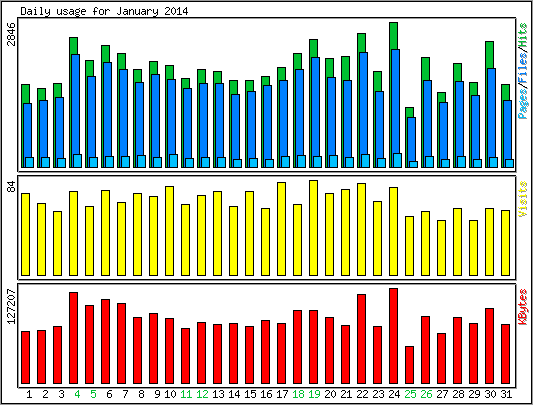 Daily usage for January 2014
2846
Pages/Files/Hits
84
Visits
127207
KBytes
1 2 3 4 5 6 7 8 9 10 11 12 13 14 15 16 17 18 19 20 21 22 23 24 25 26 27 28 29 30 31